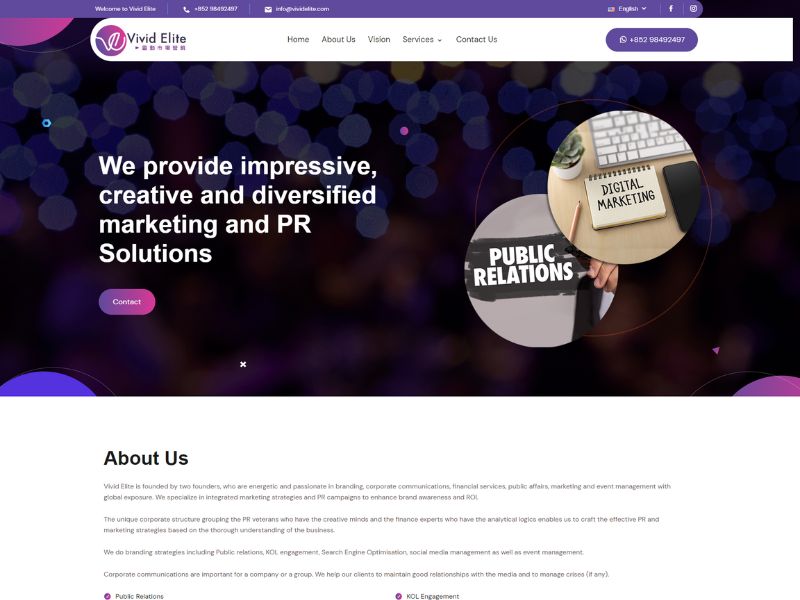 Welcome to Vivid Elite
+852 98492497
info@vividelite.com
English
Vivid Elite
Home
About Us
Vision
Services
Contact Us
+852 98492497
We provide impressive,
creative and diversified
marketing and PR
Solutions
Contact
DIGITAL
MARKETING
PUBLIC
RELATIONS
About Us
Vivid Elite is founded by two founders, who are energetic and passionate in branding, corporate communications, financial services, public affairs, marketing and event management with
global exposure. We specialize in integrated marketing strategies and PR campaigns to enhance brand awareness and ROI.
The unique corporate structure grouping the PR veterans who have the creative minds and the finance experts who have the analytical logics enables us to craft the effective PR and
marketing strategies based on the thorough understanding of the business.
We do branding strategies including Public relations, KOL engagement, Search Engine Optimisation, social media management as well as event management.
Corporate communications are important for a company or a group. We help our clients to maintain good relationships with the media and to manage crises (if any).
Public Relations
KOL Engagement